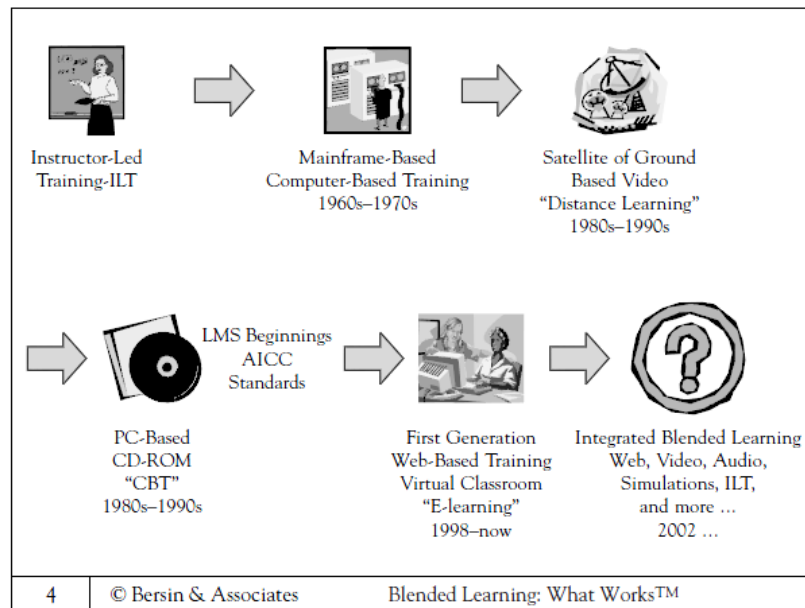 Instructor-Led
Training-ILT
Mainframe-Based
Computer-Based Training
1960s–1970s
Satellite of Ground
Based Video
“Distance Learning”
1980s–1990s
LMS Beginnings
AICC
Standards
PC-Based
CD-ROM
“CBT”
1980s–1990s
First Generation
Web-Based Training
Virtual Classroom
“E-learning”
1998–now
?
Integrated Blended Learning
Web, Video, Audio,
Simulations, ILT,
and more ...
2002 ...
4 © Bersin & Associates Blended Learning: What Works™